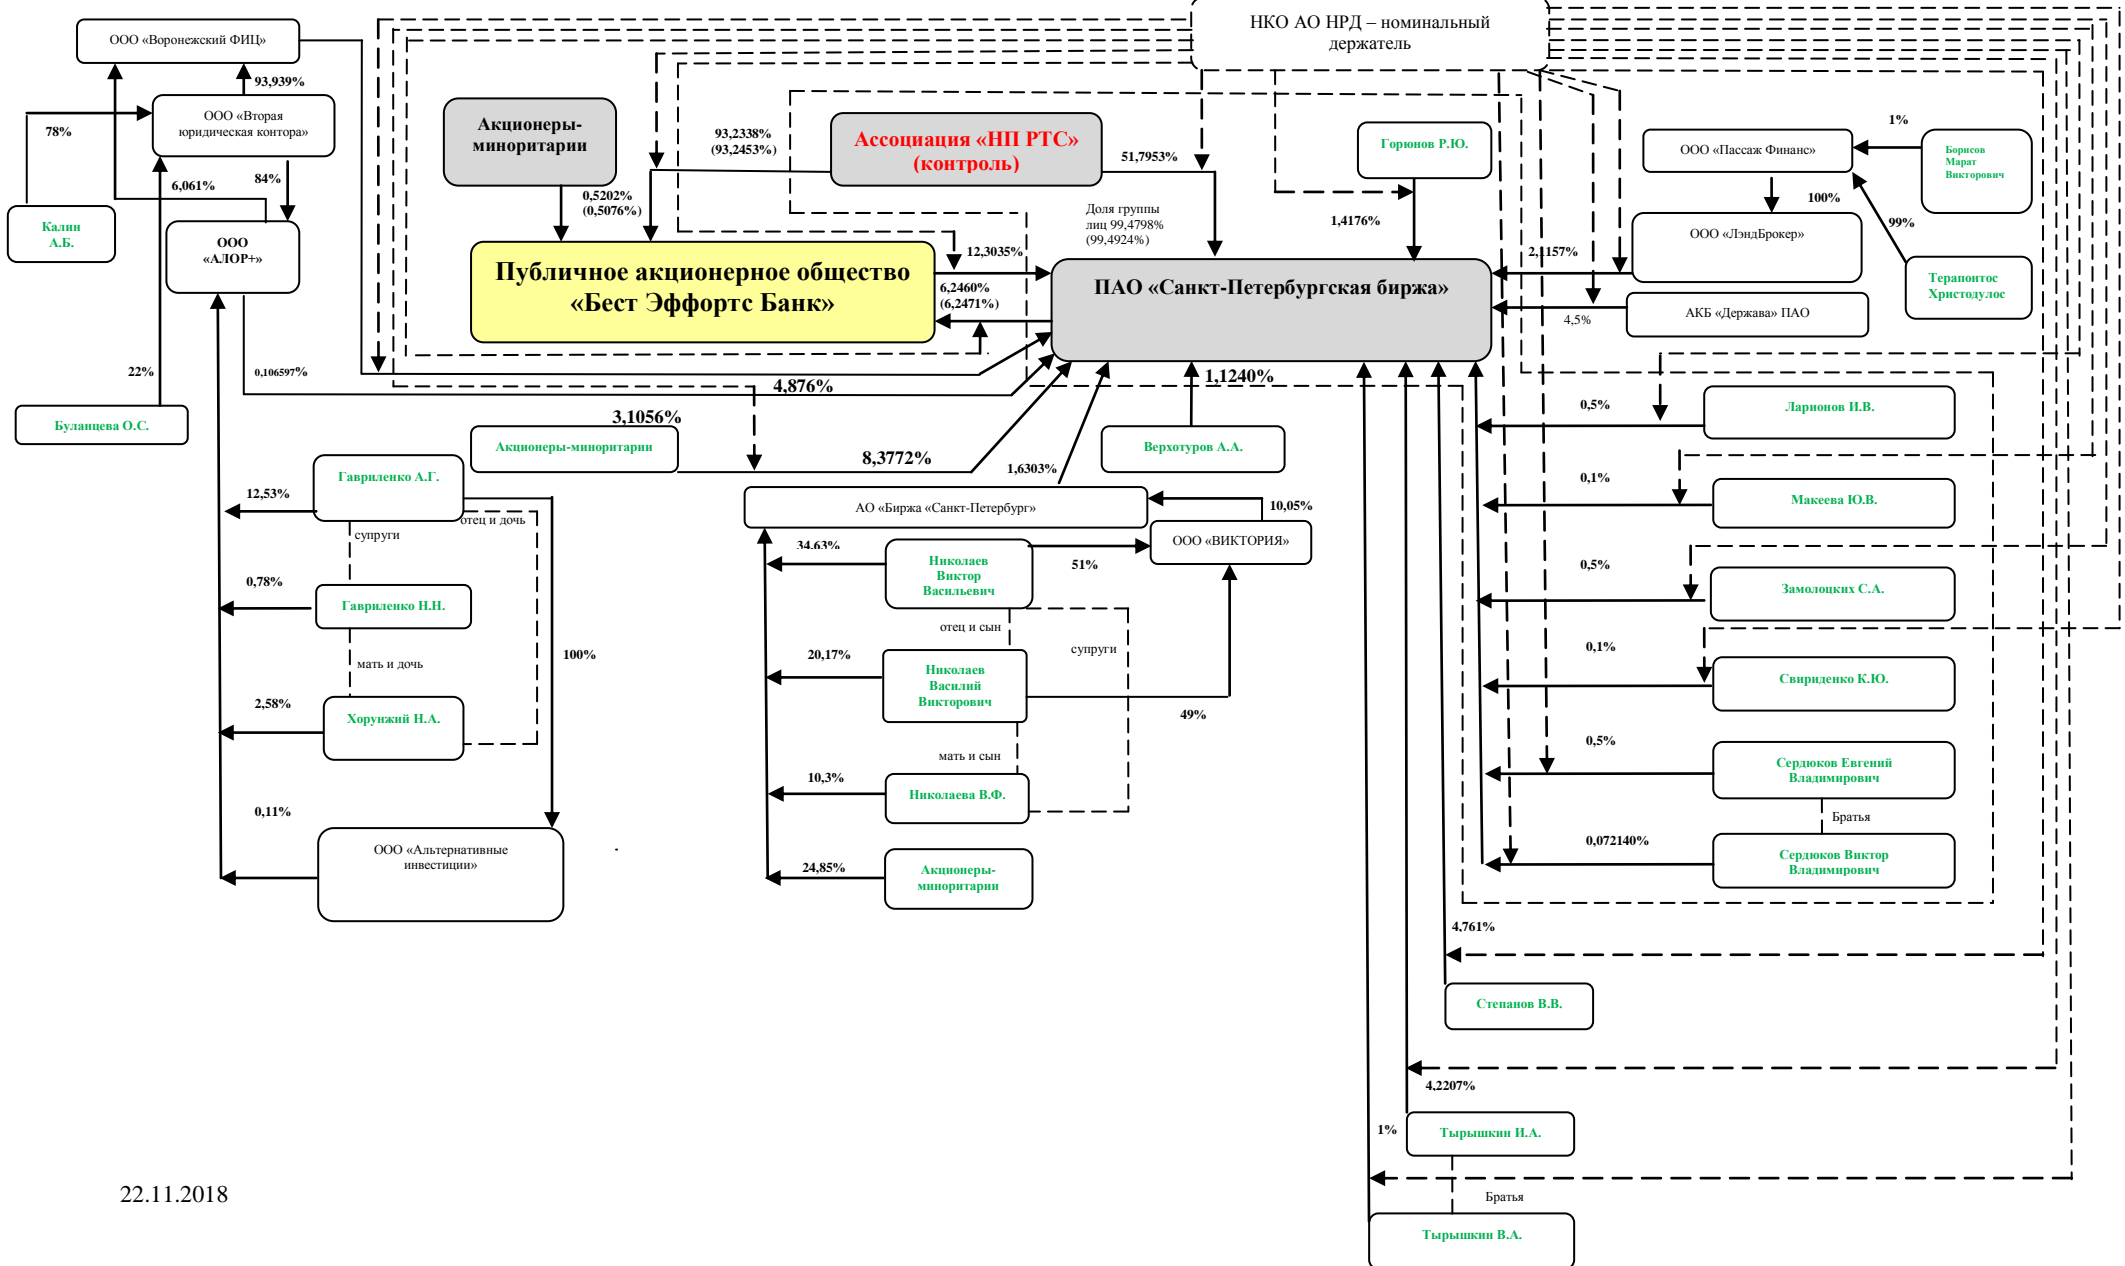 НКО АО НРД – номинальный
держатель
ООО «Воронежский ФИЦ»
93,939%
ООО «Вторая
юридическая контора»
78%
6,061%
84%
Калин
А.Б.
ООО
«АЛОР+»
22%
0,106597%
Буланцева О.С.
Акционеры-
миноритарии
0,5202%
(0,5076%)
93,2338%
(93,2453%)
Ассоциация «НП РТС»
(контроль)
51,7953%
Доля группы
лиц 99,4798%
(99,4924%)
Горюнов Р.Ю.
1,4176%
ООО «Пассаж Финанс»
1%
Борисов
Марат
Викторович
100%
99%
ООО «ЛэндБрокер»
2,1157%
Терапонтос
Христодулос
АКБ «Держава» ПАО
4,5%
Публичное акционерное общество
«Бест Эффортс Банк»
12,3035%
6,2460%
(6,2471%)
ПАО «Санкт-Петербургская биржа»
4,876%
3,1056%
1,1240%
Акционеры-миноритарии
8,3772%
1,6303%
Верхотуров А.А.
Гавриленко А.Г.
12,53%
отец и дочь
супруги
0,78%
Гавриленко Н.Н.
мать и дочь
100%
2,58%
Хорунжий Н.А.
0,11%
ООО «Альтернативные
инвестиции»
АО «Биржа «Санкт-Петербург»
10,05%
ООО «ВИКТОРИЯ»
34,63%
Николаев
Виктор
Васильевич
51%
отец и сын
супруги
20,17%
Николаев
Василий
Викторович
49%
мать и сын
10,3%
Николаева В.Ф.
24,85%
Акционеры-
миноритарии
0,5%
Ларионов И.В.
0,1%
Макеева Ю.В.
0,5%
Замолоцких С.А.
0,1%
Свириденко К.Ю.
0,5%
Сердюков Евгений
Владимирович
Братья
0,072140%
Сердюков Виктор
Владимирович
4,761%
Степанов В.В.
4,2207%
1%
Тырышкин И.А.
Братья
Тырышкин В.А.
22.11.2018